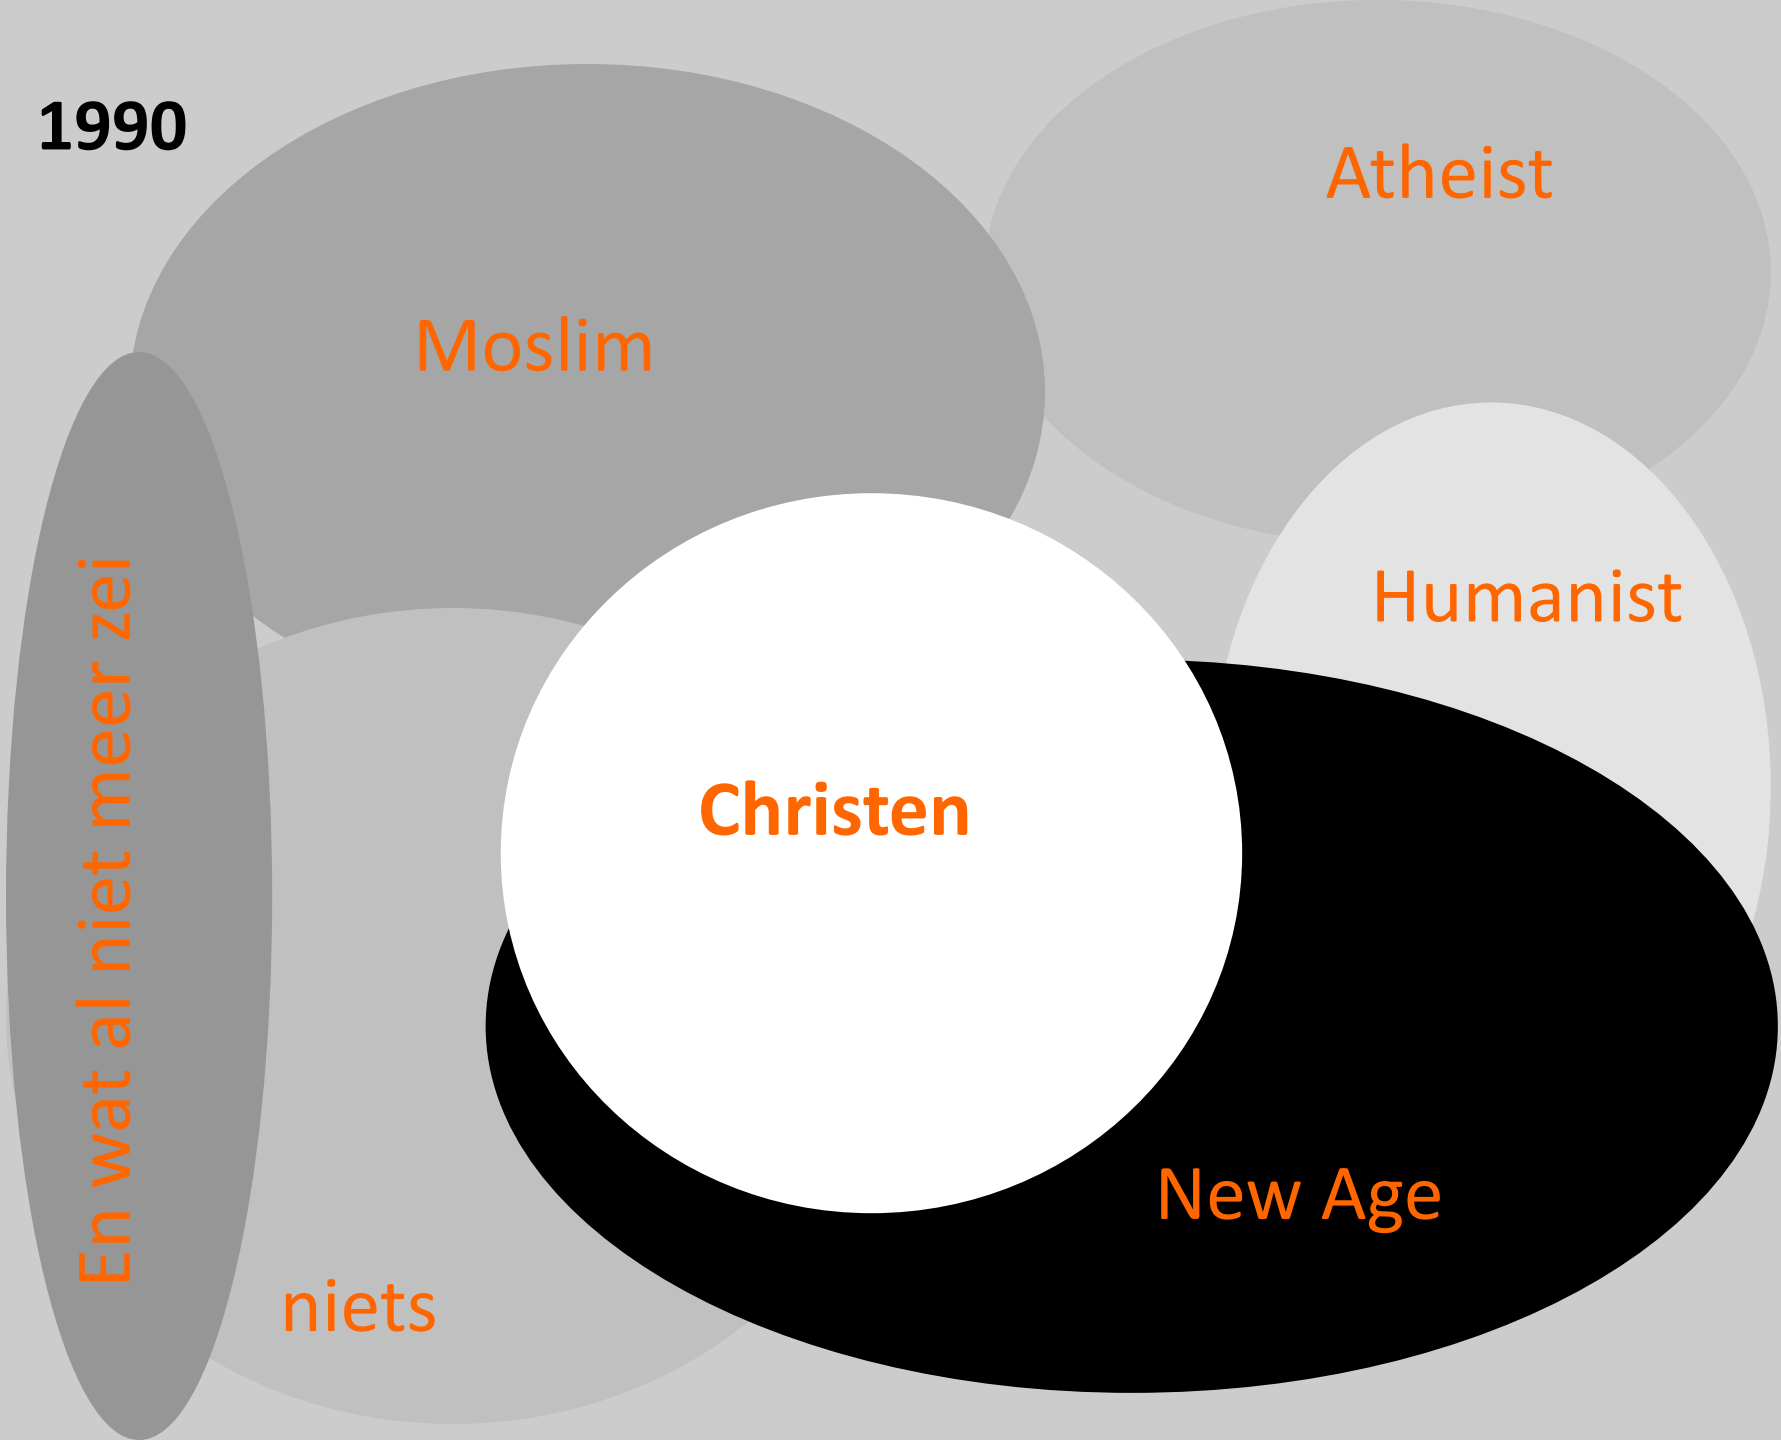 1990
Atheist
Moslim
Humanist
En wat al niet meer zei
Christen
New Age
niets